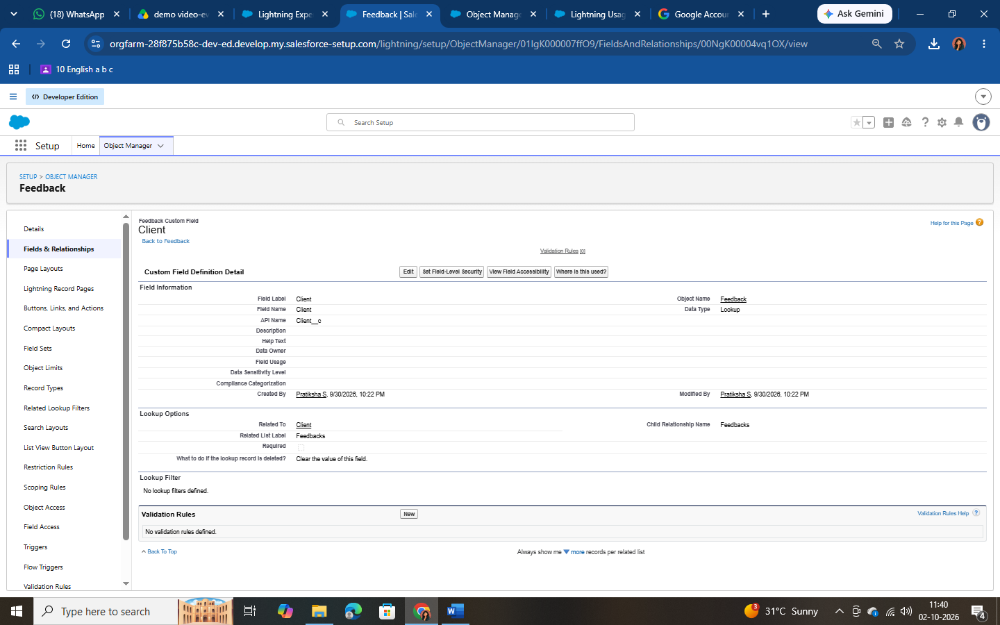 (18) WhatsApp
demo video-ev
Lightning Expe
Feedback | Sale
Object Manage
Lightning Usag
Google Accoun
Ask Gemini
orgfarm-28f875b58c-dev-ed.develop.my.salesforce-setup.com/lightning/setup/ObjectManager/01IgK000007ffO9/FieldsAndRelationships/00NgK00004vq1OX/view
10 English a b c
Developer Edition
Search Setup
Setup
Home
Object Manager
SETUP > OBJECT MANAGER
Feedback
Details
Fields & Relationships
Page Layouts
Lightning Record Pages
Buttons, Links, and Actions
Compact Layouts
Field Sets
Object Limits
Record Types
Related Lookup Filters
Search Layouts
List View Button Layout
Restriction Rules
Scoping Rules
Object Access
Field Access
Triggers
Flow Triggers
Validation Rules
Feedback Custom Field
Client
Back to Feedback
Help for this Page
Validation Rules [0]
Custom Field Definition Detail
Edit
Set Field-Level Security
View Field Accessibility
Where is this used?
Field Information
Field Label Client Object Name Feedback
Field Name Client Data Type Lookup
API Name Client__c
Description
Help Text
Data Owner
Field Usage
Data Sensitivity Level
Compliance Categorization
Created By Pratiksha S, 9/30/2026, 10:22 PM Modified By Pratiksha S, 9/30/2026, 10:22 PM
Lookup Options
Related To Client Child Relationship Name Feedbacks
Related List Label Feedbacks
Required
What to do if the lookup record is deleted? Clear the value of this field.
Lookup Filter
No lookup filters defined.
Validation Rules
New
Validation Rules Help ?
No validation rules defined.
Back To Top
Always show me more records per related list
Type here to search
3
31°C Sunny
11:40
02-10-2026
4